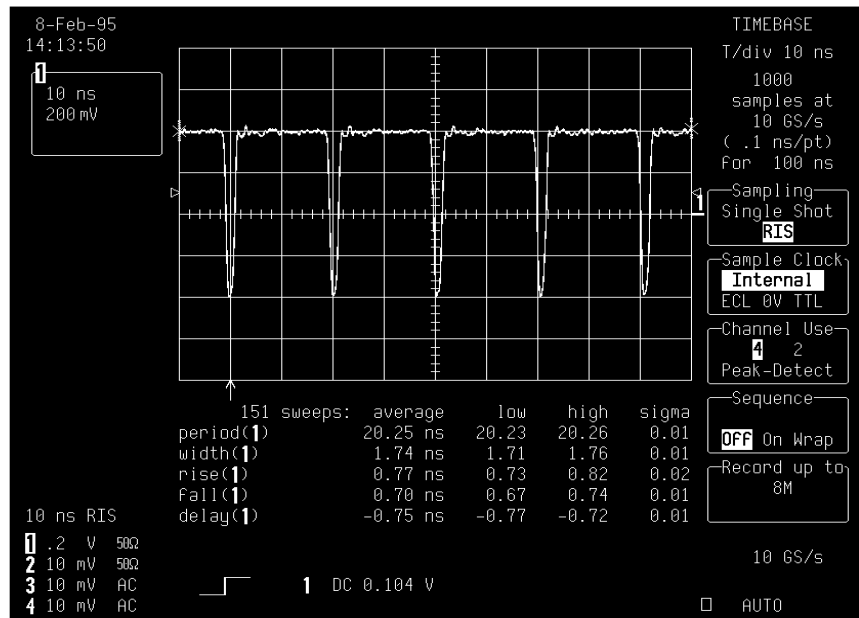 8-Feb-95
14:13:50
1
10 ns
200 mV
TIMEBASE
T/div 10 ns
1000
samples at
10 GS/s
( .1 ns/pt)
for 100 ns
Sampling
Single Shot
RIS
Sample Clock
Internal
ECL 0V TTL
Channel Use
4 2
Peak-Detect
Sequence
Off On Wrap
Record up to
8M
1
151 sweeps: average low high sigma
period(1) 20.25 ns 20.23 20.26 0.01
width(1) 1.74 ns 1.71 1.76 0.01
rise(1) 0.77 ns 0.73 0.82 0.02
fall(1) 0.70 ns 0.67 0.74 0.01
delay(1) -0.75 ns -0.77 -0.72 0.01
10 ns RIS
1 .2 V 50Ω
2 10 mV 50Ω
3 10 mV AC
4 10 mV AC
1 DC 0.104 V
10 GS/s
AUTO